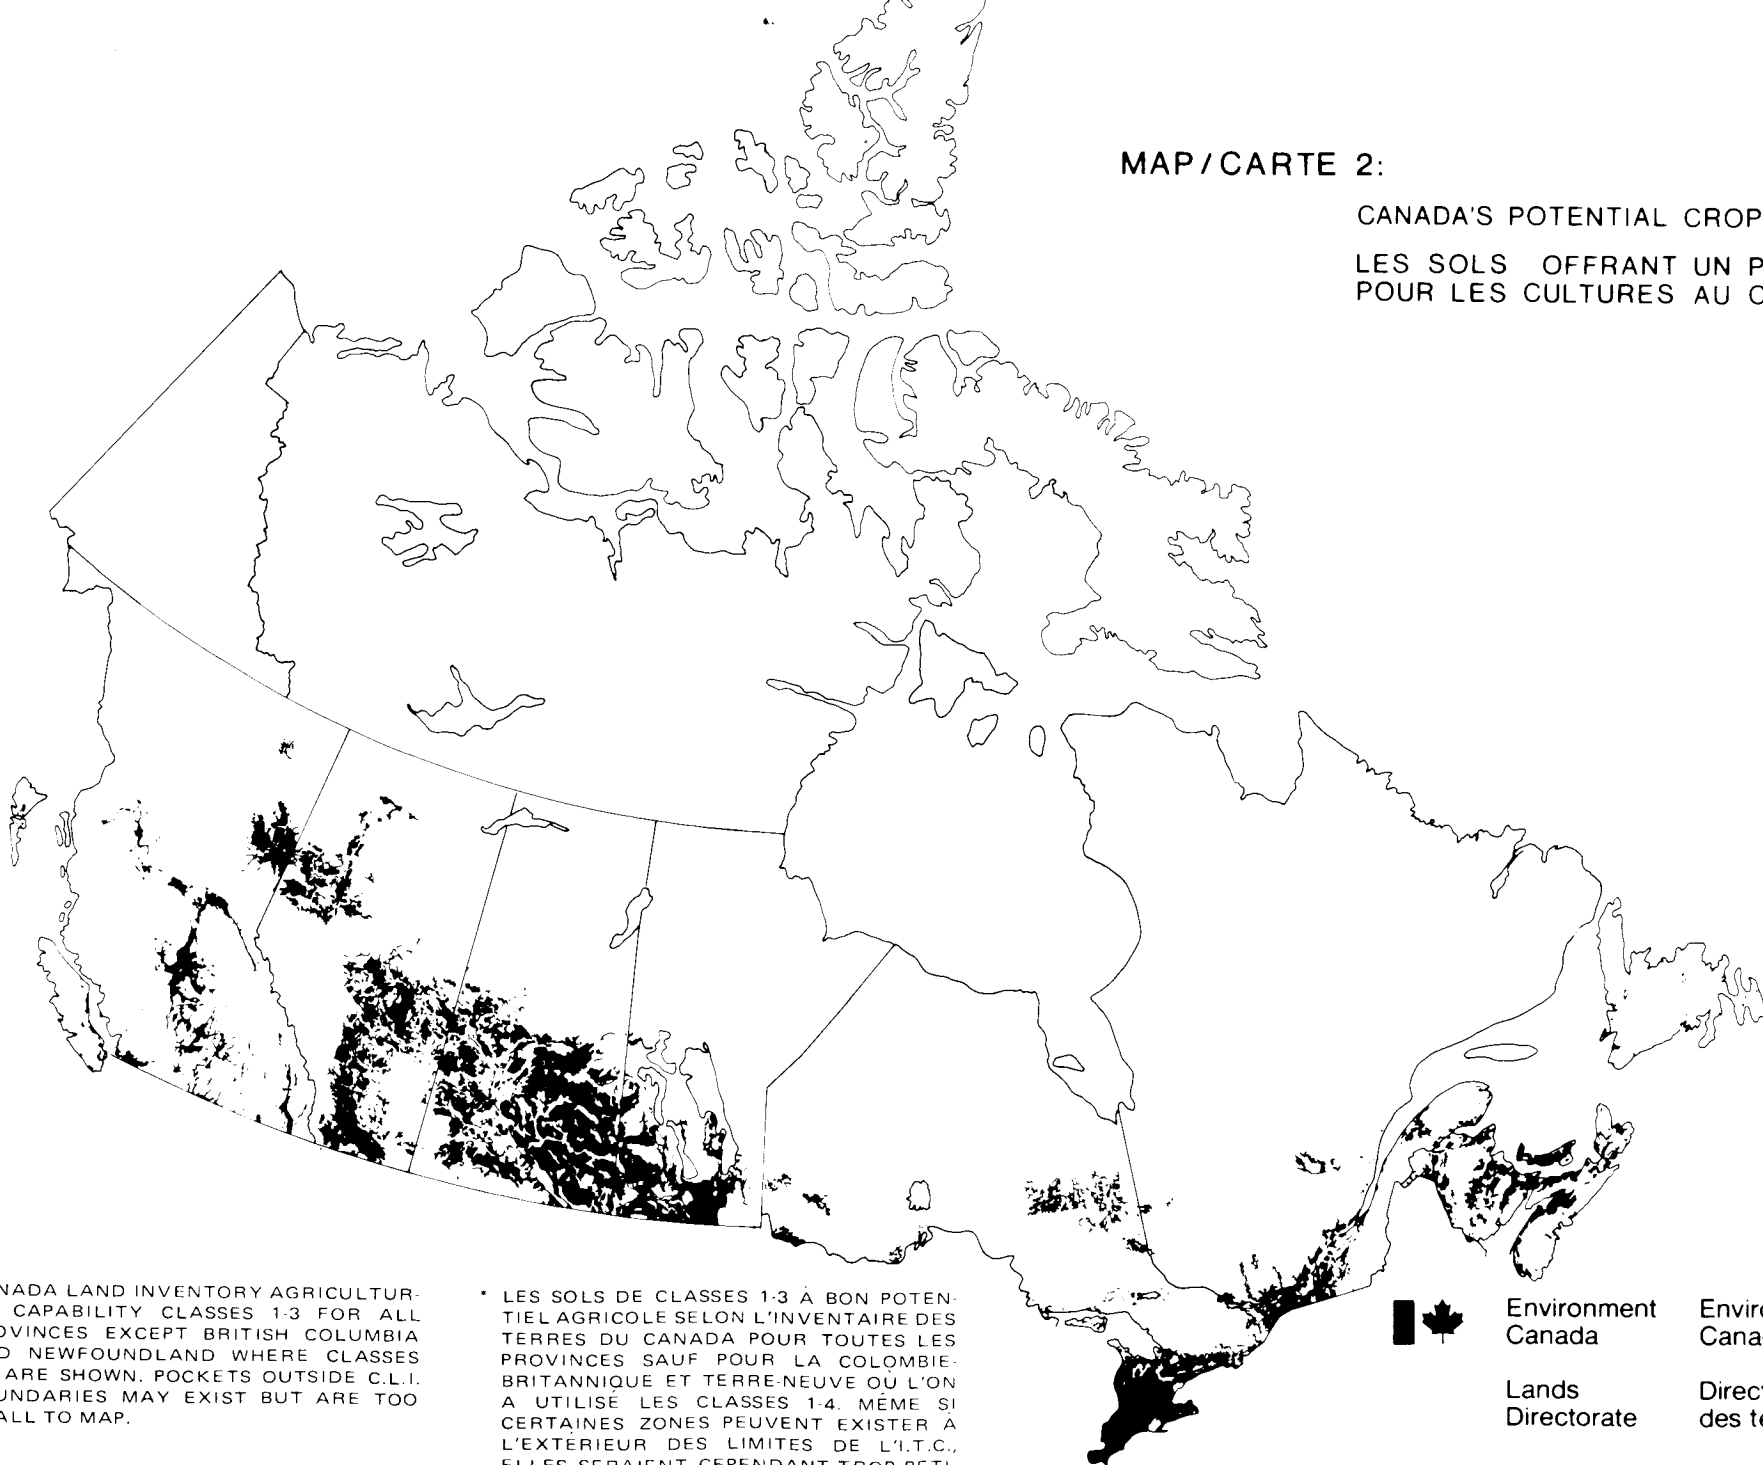 MAP/CARTE 2:
CANADA'S POTENTIAL CROP
LES SOLS OFFRANT UN P
POUR LES CULTURES AU C
NADA LAND INVENTORY AGRICULTUR-
CAPABILITY CLASSES 1-3 FOR ALL
OVINCES EXCEPT BRITISH COLUMBIA
D NEWFOUNDLAND WHERE CLASSES
ARE SHOWN. POCKETS OUTSIDE C.L.I.
UNDARIES MAY EXIST BUT ARE TOO
ALL TO MAP.
* LES SOLS DE CLASSES 1-3 À BON POTEN-
TIEL AGRICOLE SELON L'INVENTAIRE DES
TERRES DU CANADA POUR TOUTES LES
PROVINCES SAUF POUR LA COLOMBIE-
BRITANNIQUE ET TERRE-NEUVE OÙ L'ON
A UTILISÉ LES CLASSES 1-4. MÊME SI
CERTAINES ZONES PEUVENT EXISTER À
L'EXTÉRIEUR DES LIMITES DE L'I.T.C.,
ELLES SERAIENT CEPENDANT TROP PETI-
Environment
Canada
Enviro
Cana
Lands
Directorate
Direct
des te